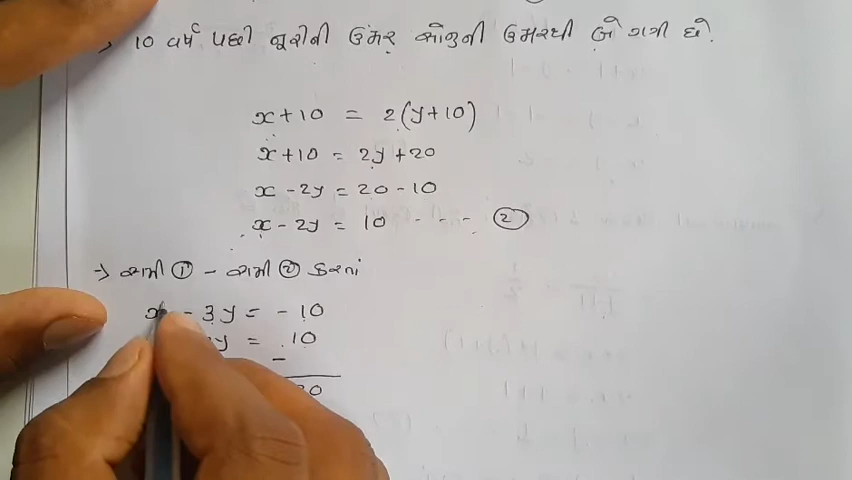 10 વર્ષ પછી નૂરીની ઉંમર સોનુની ઉંમરથી બે ગણી છે.
x+10 = 2(y+10)
x+10 = 2y+20
x - 2y = 20 - 10
x - 2y = 10 - - - ②
→ સમી ① - સમી ② કરતાં
x - 3y = - 10
y = 10
-
20